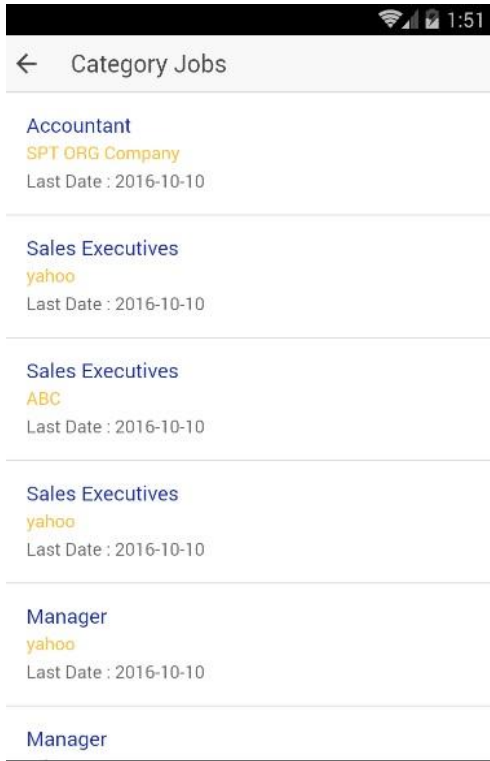 1:51
Category Jobs
Accountant
SPT ORG Company
Last Date : 2016-10-10
Sales Executives
yahoo
Last Date : 2016-10-10
Sales Executives
ABC
Last Date : 2016-10-10
Sales Executives
yahoo
Last Date : 2016-10-10
Manager
yahoo
Last Date : 2016-10-10
Manager